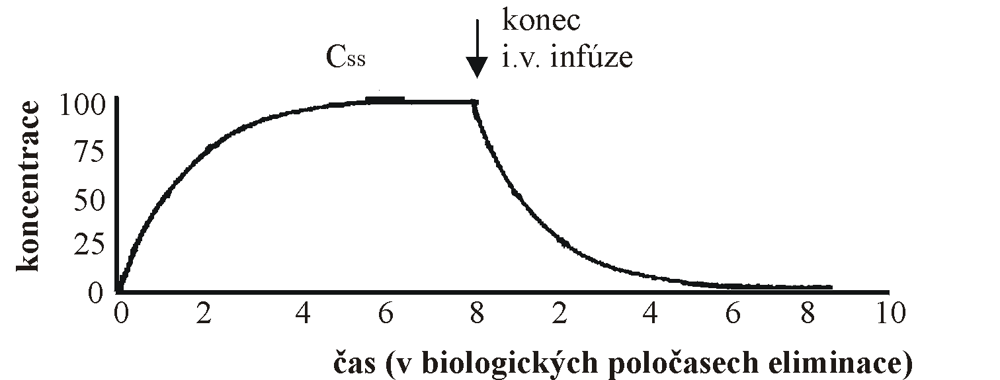 konec
Css
i.v. infúze
koncentrace
100
75
50
25
0
0 2 4 6 8 2 4 6 8 10
čas (v biologických poločasech eliminace)